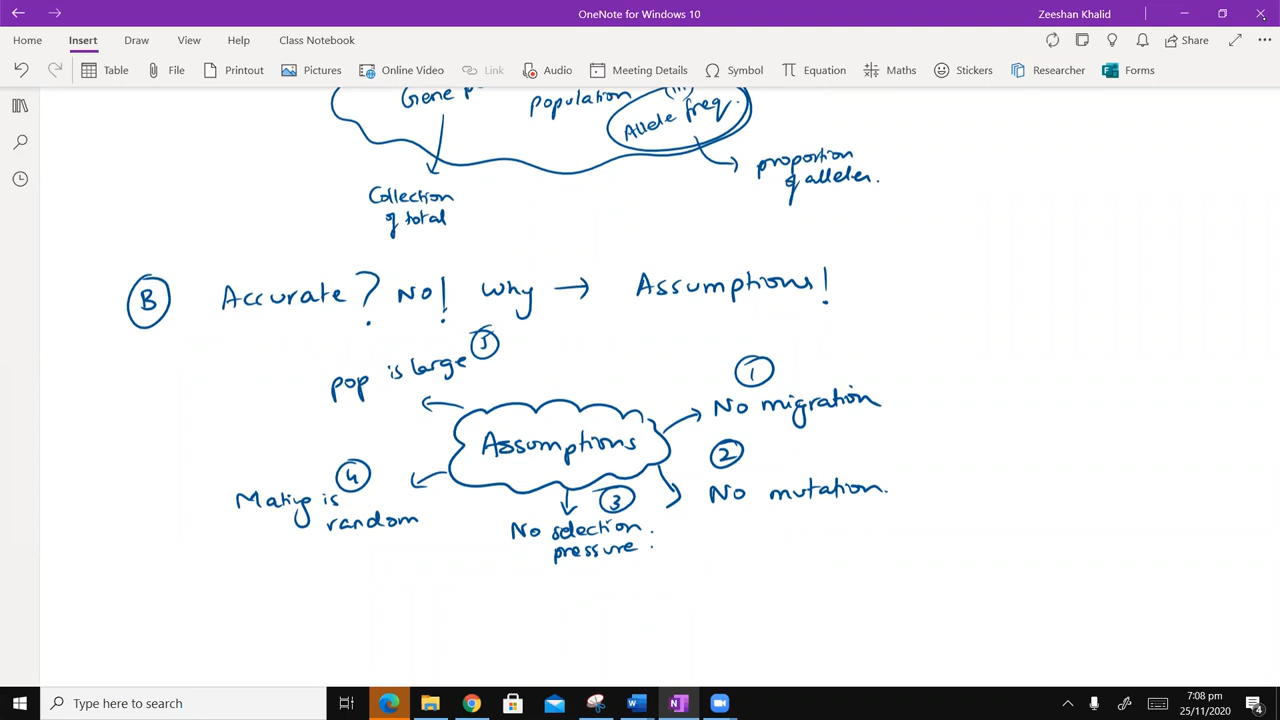 OneNote for Windows 10
Zeeshan Khalid
Home Insert Draw View Help Class Notebook
Share
Table File Printout Pictures Online Video Link Audio Meeting Details Symbol Equation Maths Stickers Researcher Forms
Gene
population
Allele freq.
proportion
of alleles.
Collection
of total
B Accurate? No! Why → Assumptions!
pop is large 5
1
No migration
Assumptions
2
No mutation.
4
Mating is
random
3
No selection
pressure.
Type here to search
7:08 pm
25/11/2020
4